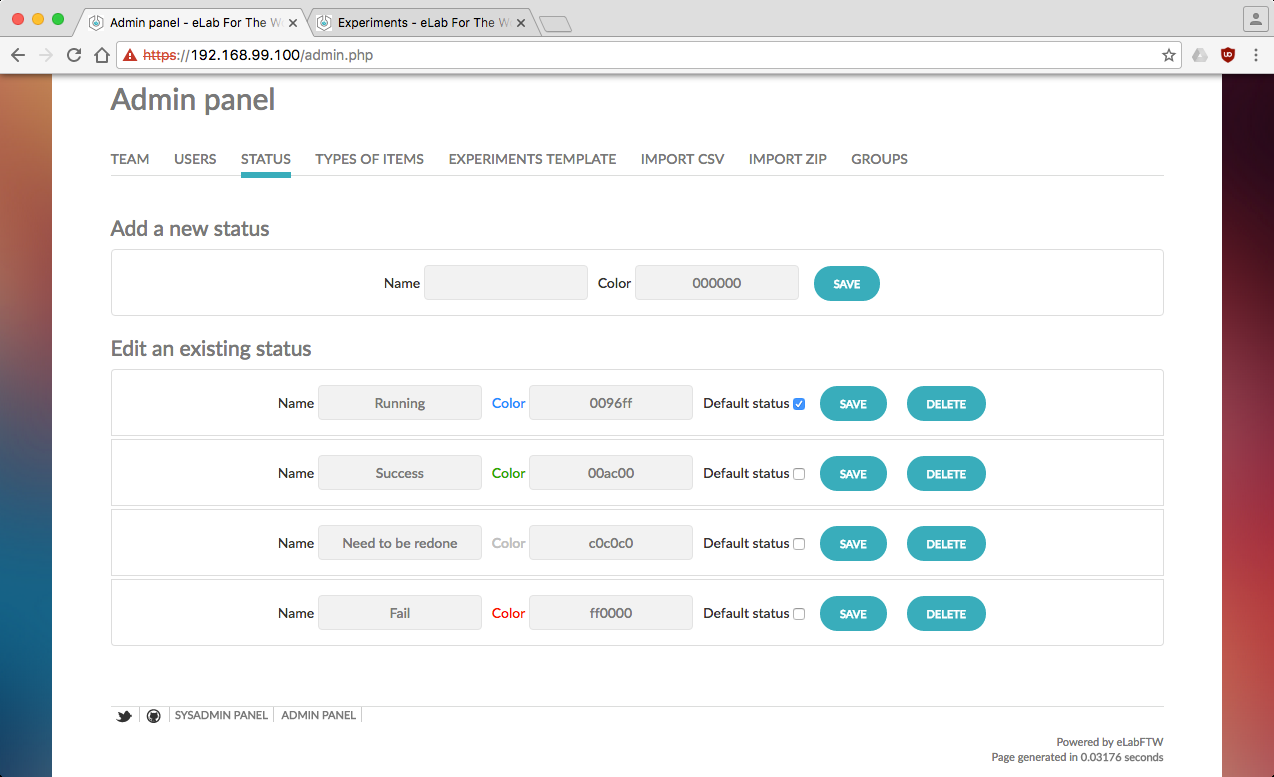 Admin panel - eLab For The W
Experiments - eLab For The W
https://192.168.99.100/admin.php
Admin panel
TEAM USERS STATUS TYPES OF ITEMS EXPERIMENTS TEMPLATE IMPORT CSV IMPORT ZIP GROUPS
Add a new status
Name Color 000000 SAVE
Edit an existing status
Name Running Color 0096ff Default status SAVE DELETE
Name Success Color 00ac00 Default status SAVE DELETE
Name Need to be redone Color c0c0c0 Default status SAVE DELETE
Name Fail Color ff0000 Default status SAVE DELETE
SYSADMIN PANEL ADMIN PANEL
Powered by eLabFTW
Page generated in 0.03176 seconds